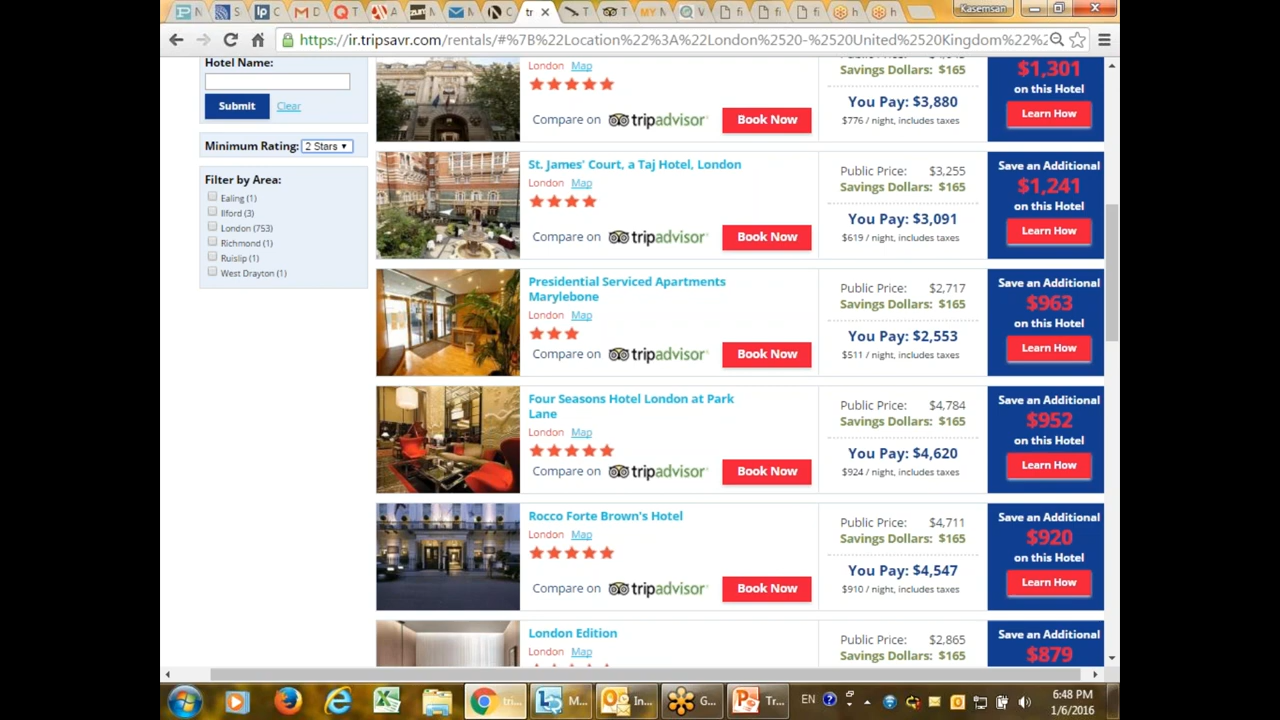 Kasemsan
https://ir.tripsavr.com/rentals/#%7B%22Location%22%3A%22London%2520-%2520United%2520Kingdom%22%2
Hotel Name:
Submit Clear
Minimum Rating: 2 Stars ▼
Filter by Area:
Ealing (1)
Ilford (3)
London (753)
Richmond (1)
Ruislip (1)
West Drayton (1)
London Map
Compare on tripadvisor Book Now
Savings Dollars: $165
You Pay: $3,880
$776 / night, includes taxes
$1,301
on this Hotel
Learn How
St. James' Court, a Taj Hotel, London
London Map
Compare on tripadvisor Book Now
Public Price: $3,255
Savings Dollars: $165
You Pay: $3,091
$619 / night, includes taxes
Save an Additional
$1,241
on this Hotel
Learn How
Presidential Serviced Apartments
Marylebone
London Map
Compare on tripadvisor Book Now
Public Price: $2,717
Savings Dollars: $165
You Pay: $2,553
$511 / night, includes taxes
Save an Additional
$963
on this Hotel
Learn How
Four Seasons Hotel London at Park
Lane
London Map
Compare on tripadvisor Book Now
Public Price: $4,784
Savings Dollars: $165
You Pay: $4,620
$924 / night, includes taxes
Save an Additional
$952
on this Hotel
Learn How
Rocco Forte Brown's Hotel
London Map
Compare on tripadvisor Book Now
Public Price: $4,711
Savings Dollars: $165
You Pay: $4,547
$910 / night, includes taxes
Save an Additional
$920
on this Hotel
Learn How
London Edition
London Map
Public Price: $2,865
Savings Dollars: $165
Save an Additional
$879
tri... M... In... G... Tr... EN 6:48 PM
1/6/2016